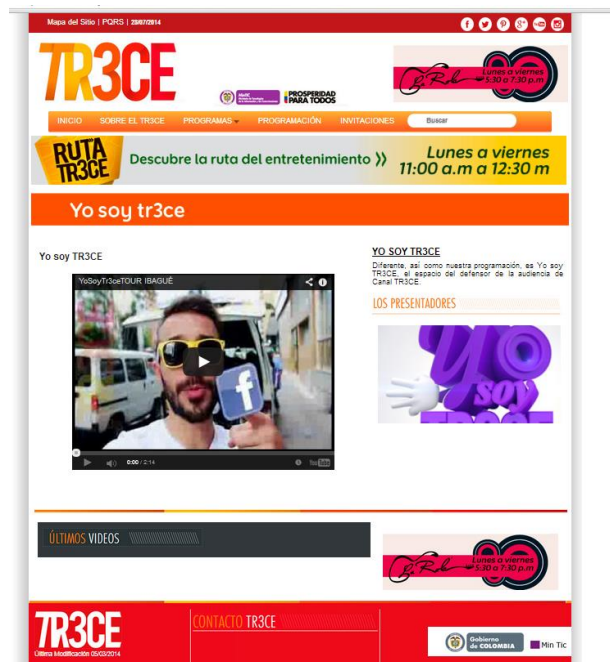 Mapa del Sitio | PQRS | 28/07/2014
TR3CE
PROSPERIDAD
PARA TODOS
Lunes a viernes
5:30 a 7:30 p.m
INICIO SOBRE EL TR3CE PROGRAMAS PROGRAMACIÓN INVITACIONES Buscar
RUTA
TR3CE
Descubre la ruta del entretenimiento »
Lunes a viernes
11:00 a.m a 12:30 m
Yo soy tr3ce
Yo soy TR3CE
YoSoyTr3ceTOUR IBAGUÉ
f
0:00 / 2:14
YouTube
YO SOY TR3CE
Diferente, así como nuestra programación, es Yo soy
TR3CE, el espacio del defensor de la audiencia de
Canal TR3CE.
LOS PRESENTADORES
Yo
SOY
TR3CE
ÚLTIMOS VIDEOS
Lunes a viernes
5:30 a 7:30 p.m
TR3CE
Última Modificación 05/03/2014
CONTACTO TR3CE
Gobierno
de COLOMBIA
Min Tic